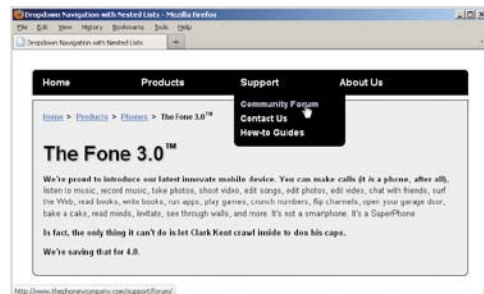 Dropdown Navigation with Nested Lists - Mozilla Firefox
File Edit View History Bookmarks Tools Help
Dropdown Navigation with Nested Lists +
Home Products Support About Us
Community Forum
Contact Us
How-to Guides
Home > Products > Phones > The Fone 3.0™
The Fone 3.0™
We're proud to introduce our latest innovate mobile device. You can make calls (it is a phone, after all),
listen to music, record music, take photos, shoot video, edit songs, edit photos, edit video, chat with friends, surf
the Web, read books, write books, run apps, play games, crunch numbers, flip channels, open your garage door,
bake a cake, read minds, levitate, see through walls, and more. It's not a smartphone. It's a SuperPhone.
In fact, the only thing it can't do is let Clark Kent crawl inside to don his cape.
We're saving that for 4.0.
http://www.thephoneycompany.com/support/forum/